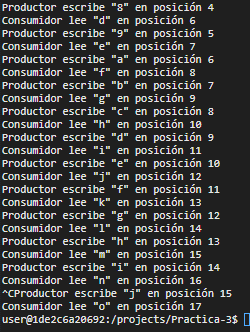 Productor escribe "8" en posición 4
Consumidor lee "d" en posición 6
Productor escribe "9" en posición 5
Consumidor lee "e" en posición 7
Productor escribe "a" en posición 6
Consumidor lee "f" en posición 8
Productor escribe "b" en posición 7
Consumidor lee "g" en posición 9
Productor escribe "c" en posición 8
Consumidor lee "h" en posición 10
Productor escribe "d" en posición 9
Consumidor lee "i" en posición 11
Productor escribe "e" en posición 10
Consumidor lee "j" en posición 12
Productor escribe "f" en posición 11
Consumidor lee "k" en posición 13
Productor escribe "g" en posición 12
Consumidor lee "l" en posición 14
Productor escribe "h" en posición 13
Consumidor lee "m" en posición 15
Productor escribe "i" en posición 14
Consumidor lee "n" en posición 16
^CProductor escribe "j" en posición 15
Consumidor lee "o" en posición 17
user@1de2c6a20692:/projects/Practica-3$